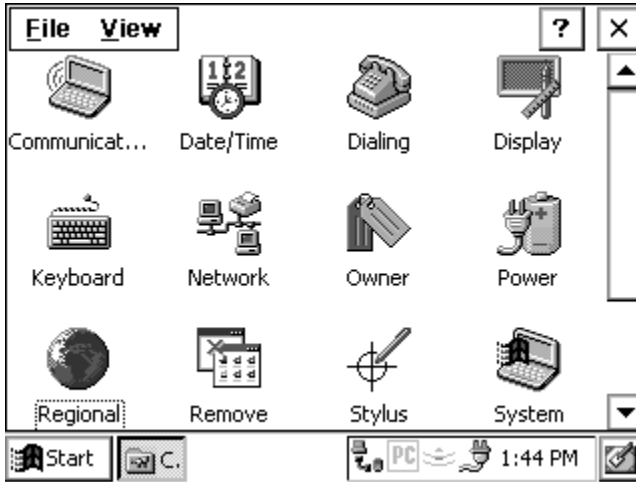 File View ? ×
Communicat... Date/Time Dialing Display
Keyboard Network Owner Power
Regional Remove Stylus System
Start C. PC 1:44 PM